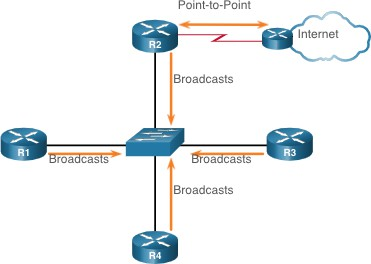 Point-to-Point
R2
Internet
Broadcasts
R1
Broadcasts
Broadcasts
R3
Broadcasts
R4